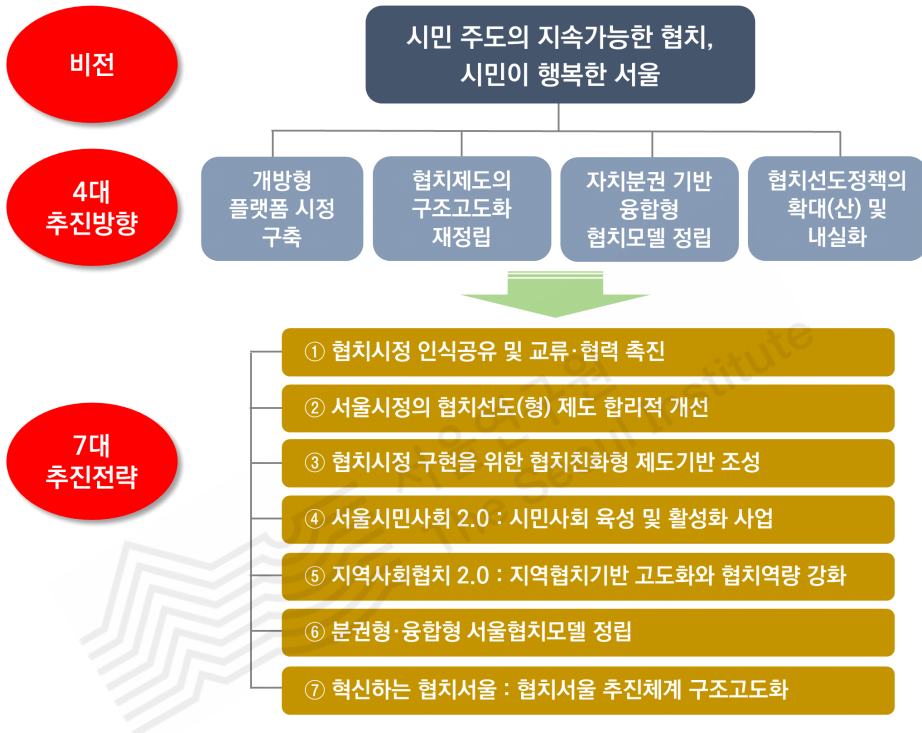 비전
시민 주도의 지속가능한 협치,
시민이 행복한 서울
4대
추진방향
개방형
플랫폼 시정
구축
협치제도의
구조고도화
재정립
자치분권 기반
융합형
협치모델 정립
협치선도정책의
확대(산) 및
내실화
7대
추진전략
① 협치시정 인식공유 및 교류·협력 촉진
② 서울시정의 협치선도(형) 제도 합리적 개선
③ 협치시정 구현을 위한 협치친화형 제도기반 조성
④ 서울시민사회 2.0 : 시민사회 육성 및 활성화 사업
⑤ 지역사회협치 2.0 : 지역협치기반 고도화와 협치역량 강화
⑥ 분권형·융합형 서울협치모델 정립
⑦ 혁신하는 협치서울 : 협치서울 추진체계 구조고도화
서울연구원
The Seoul Institute